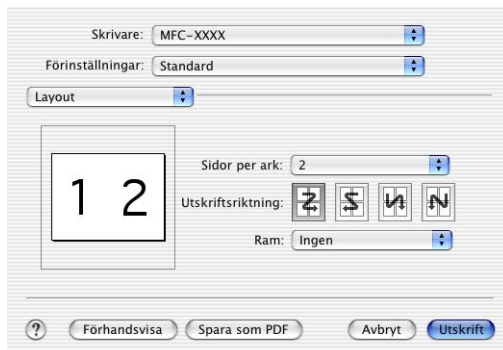 Skrivare: MFC-XXXX
Förinställningar: Standard
Layout
1 2
Sidor per ark: 2
Utskriftsriktning:
Ram: Ingen
? Förhandsvisa Spara som PDF Avbryt Utskrift